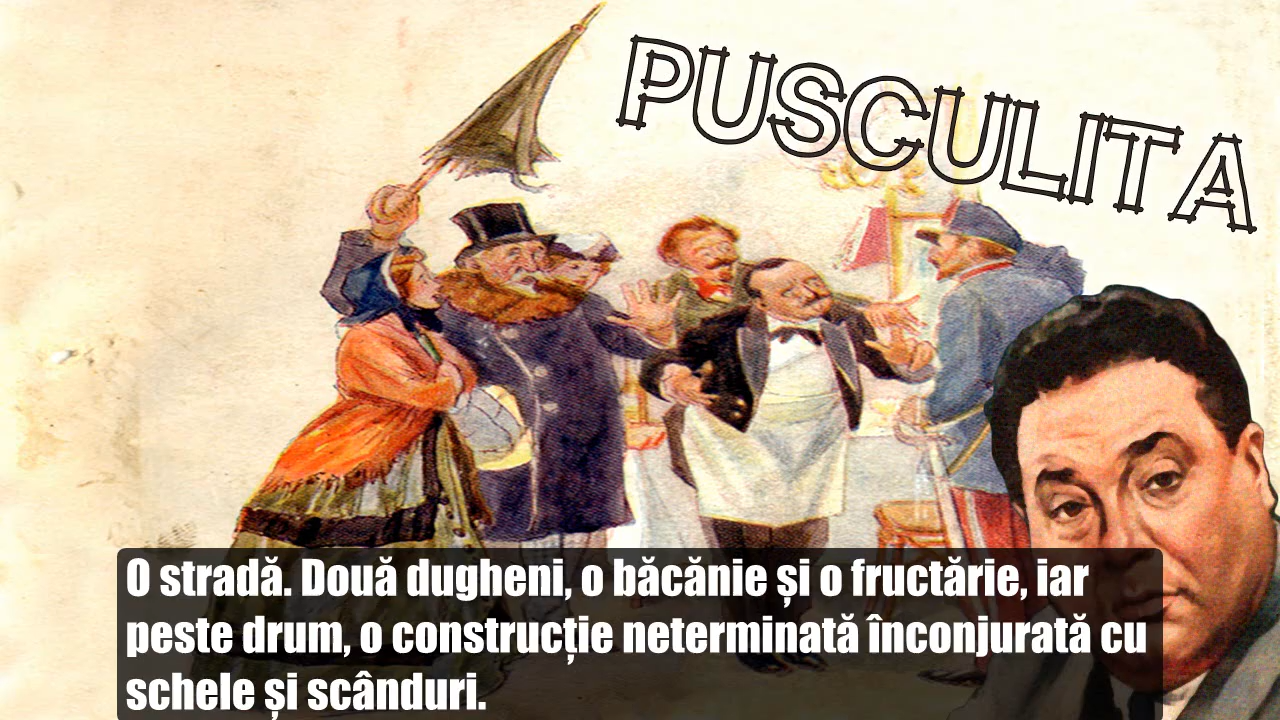 PUSCULITA
O stradă. Două dugheni, o băcănie și o fructărie, iar
peste drum, o construcție neterminată înconjurată cu
schele și scânduri.